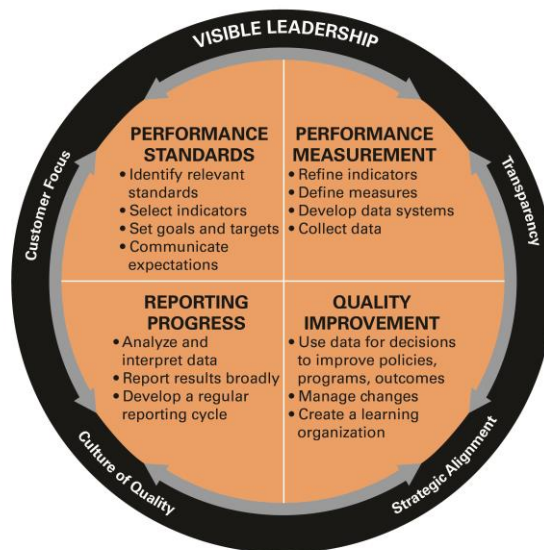 VISIBLE LEADERSHIP
Customer Focus
Transparency
PERFORMANCE
STANDARDS
• Identify relevant
standards
• Select indicators
• Set goals and targets
• Communicate
expectations
PERFORMANCE
MEASUREMENT
• Refine indicators
• Define measures
• Develop data systems
• Collect data
REPORTING
PROGRESS
• Analyze and
interpret data
• Report results broadly
• Develop a regular
reporting cycle
QUALITY
IMPROVEMENT
• Use data for decisions
to improve policies,
programs, outcomes
• Manage changes
• Create a learning
organization
Culture of Quality
Strategic Alignment